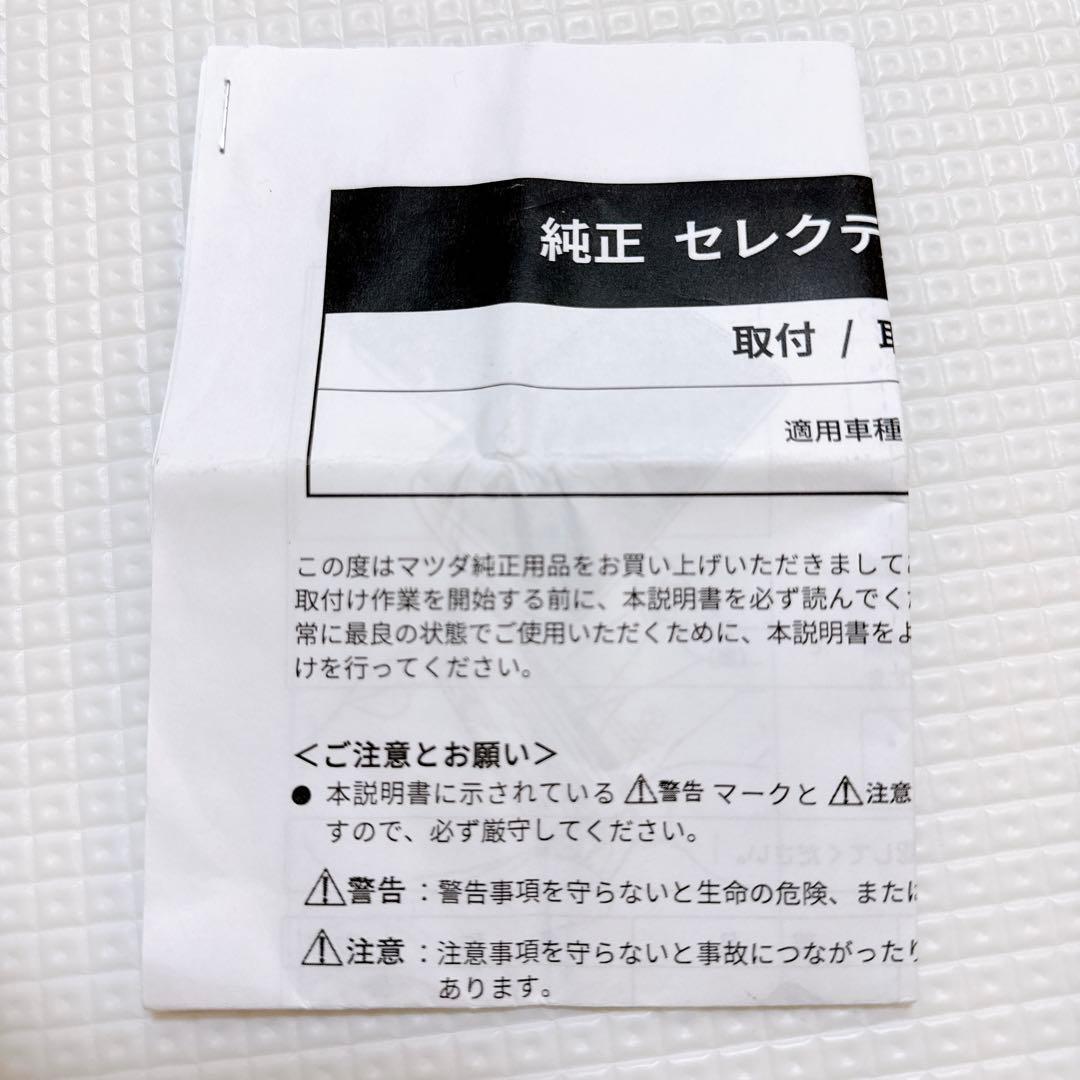 純正 セレクテ
取付 /
適用車種
この度はマツダ純正用品をお買い上げいただきまして
取付け作業を開始する前に、本説明書を必ず読んでく
常に最良の状態でご使用いただくために、本説明書をよ
けを行ってください。
＜ご注意とお願い＞
● 本説明書に示されている ⚠警告 マークと ⚠注意
すので、必ず厳守してください。
⚠警告：警告事項を守らないと生命の危険、または
⚠注意：注意事項を守らないと事故につながったり
あります。